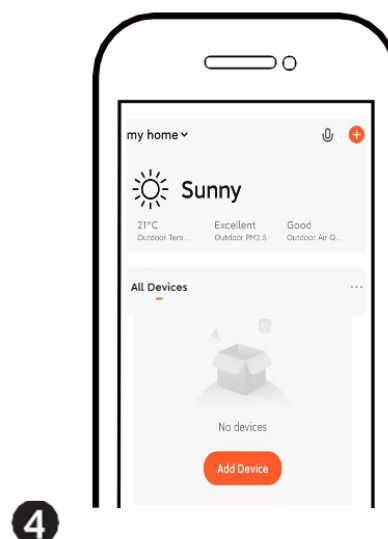 my home
Sunny
21°C Excellent Good
Outdoor Tem... Outdoor PM2.5 Outdoor Air Q...
All Devices
No devices
Add Device
4